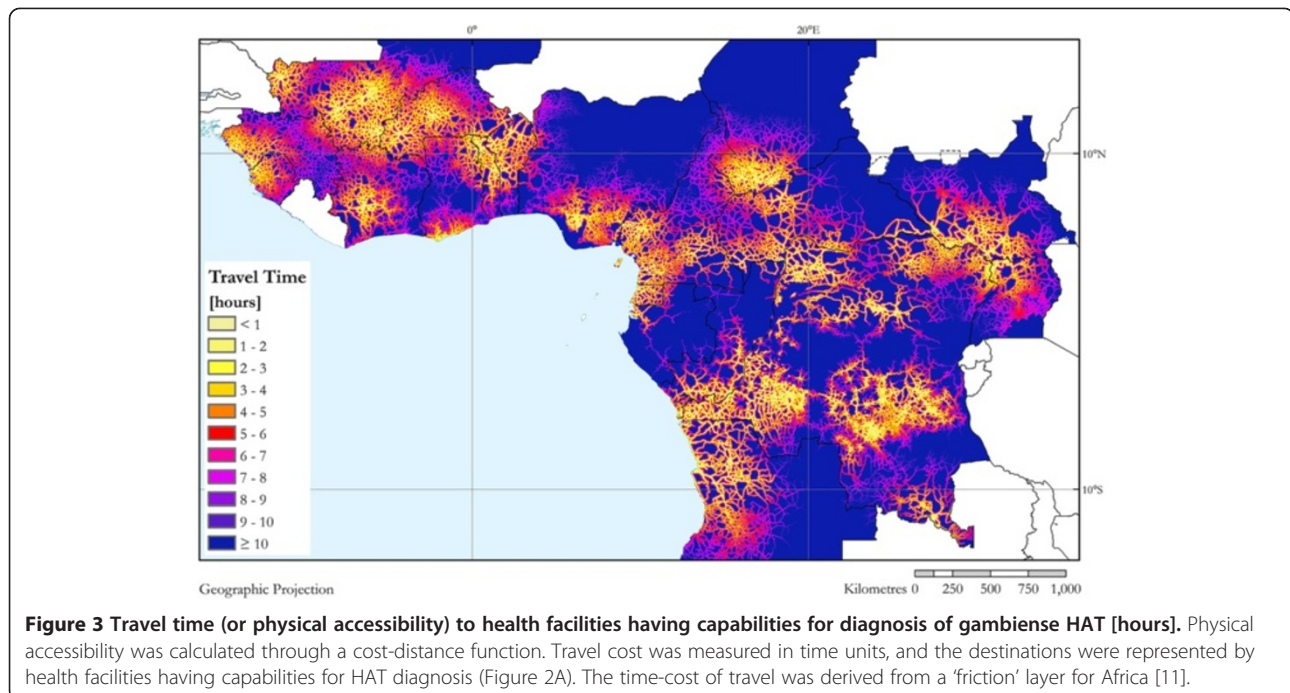 0°
20°E
10°N
10°S
Travel Time
[hours]
< 1
1 - 2
2 - 3
3 - 4
4 - 5
5 - 6
6 - 7
7 - 8
8 - 9
9 - 10
≥ 10
Geographic Projection
Kilometres 0 250 500 750 1,000
Figure 3 Travel time (or physical accessibility) to health facilities having capabilities for diagnosis of gambiense HAT [hours]. Physical
accessibility was calculated through a cost-distance function. Travel cost was measured in time units, and the destinations were represented by
health facilities having capabilities for HAT diagnosis (Figure 2A). The time-cost of travel was derived from a ‘friction’ layer for Africa [11].